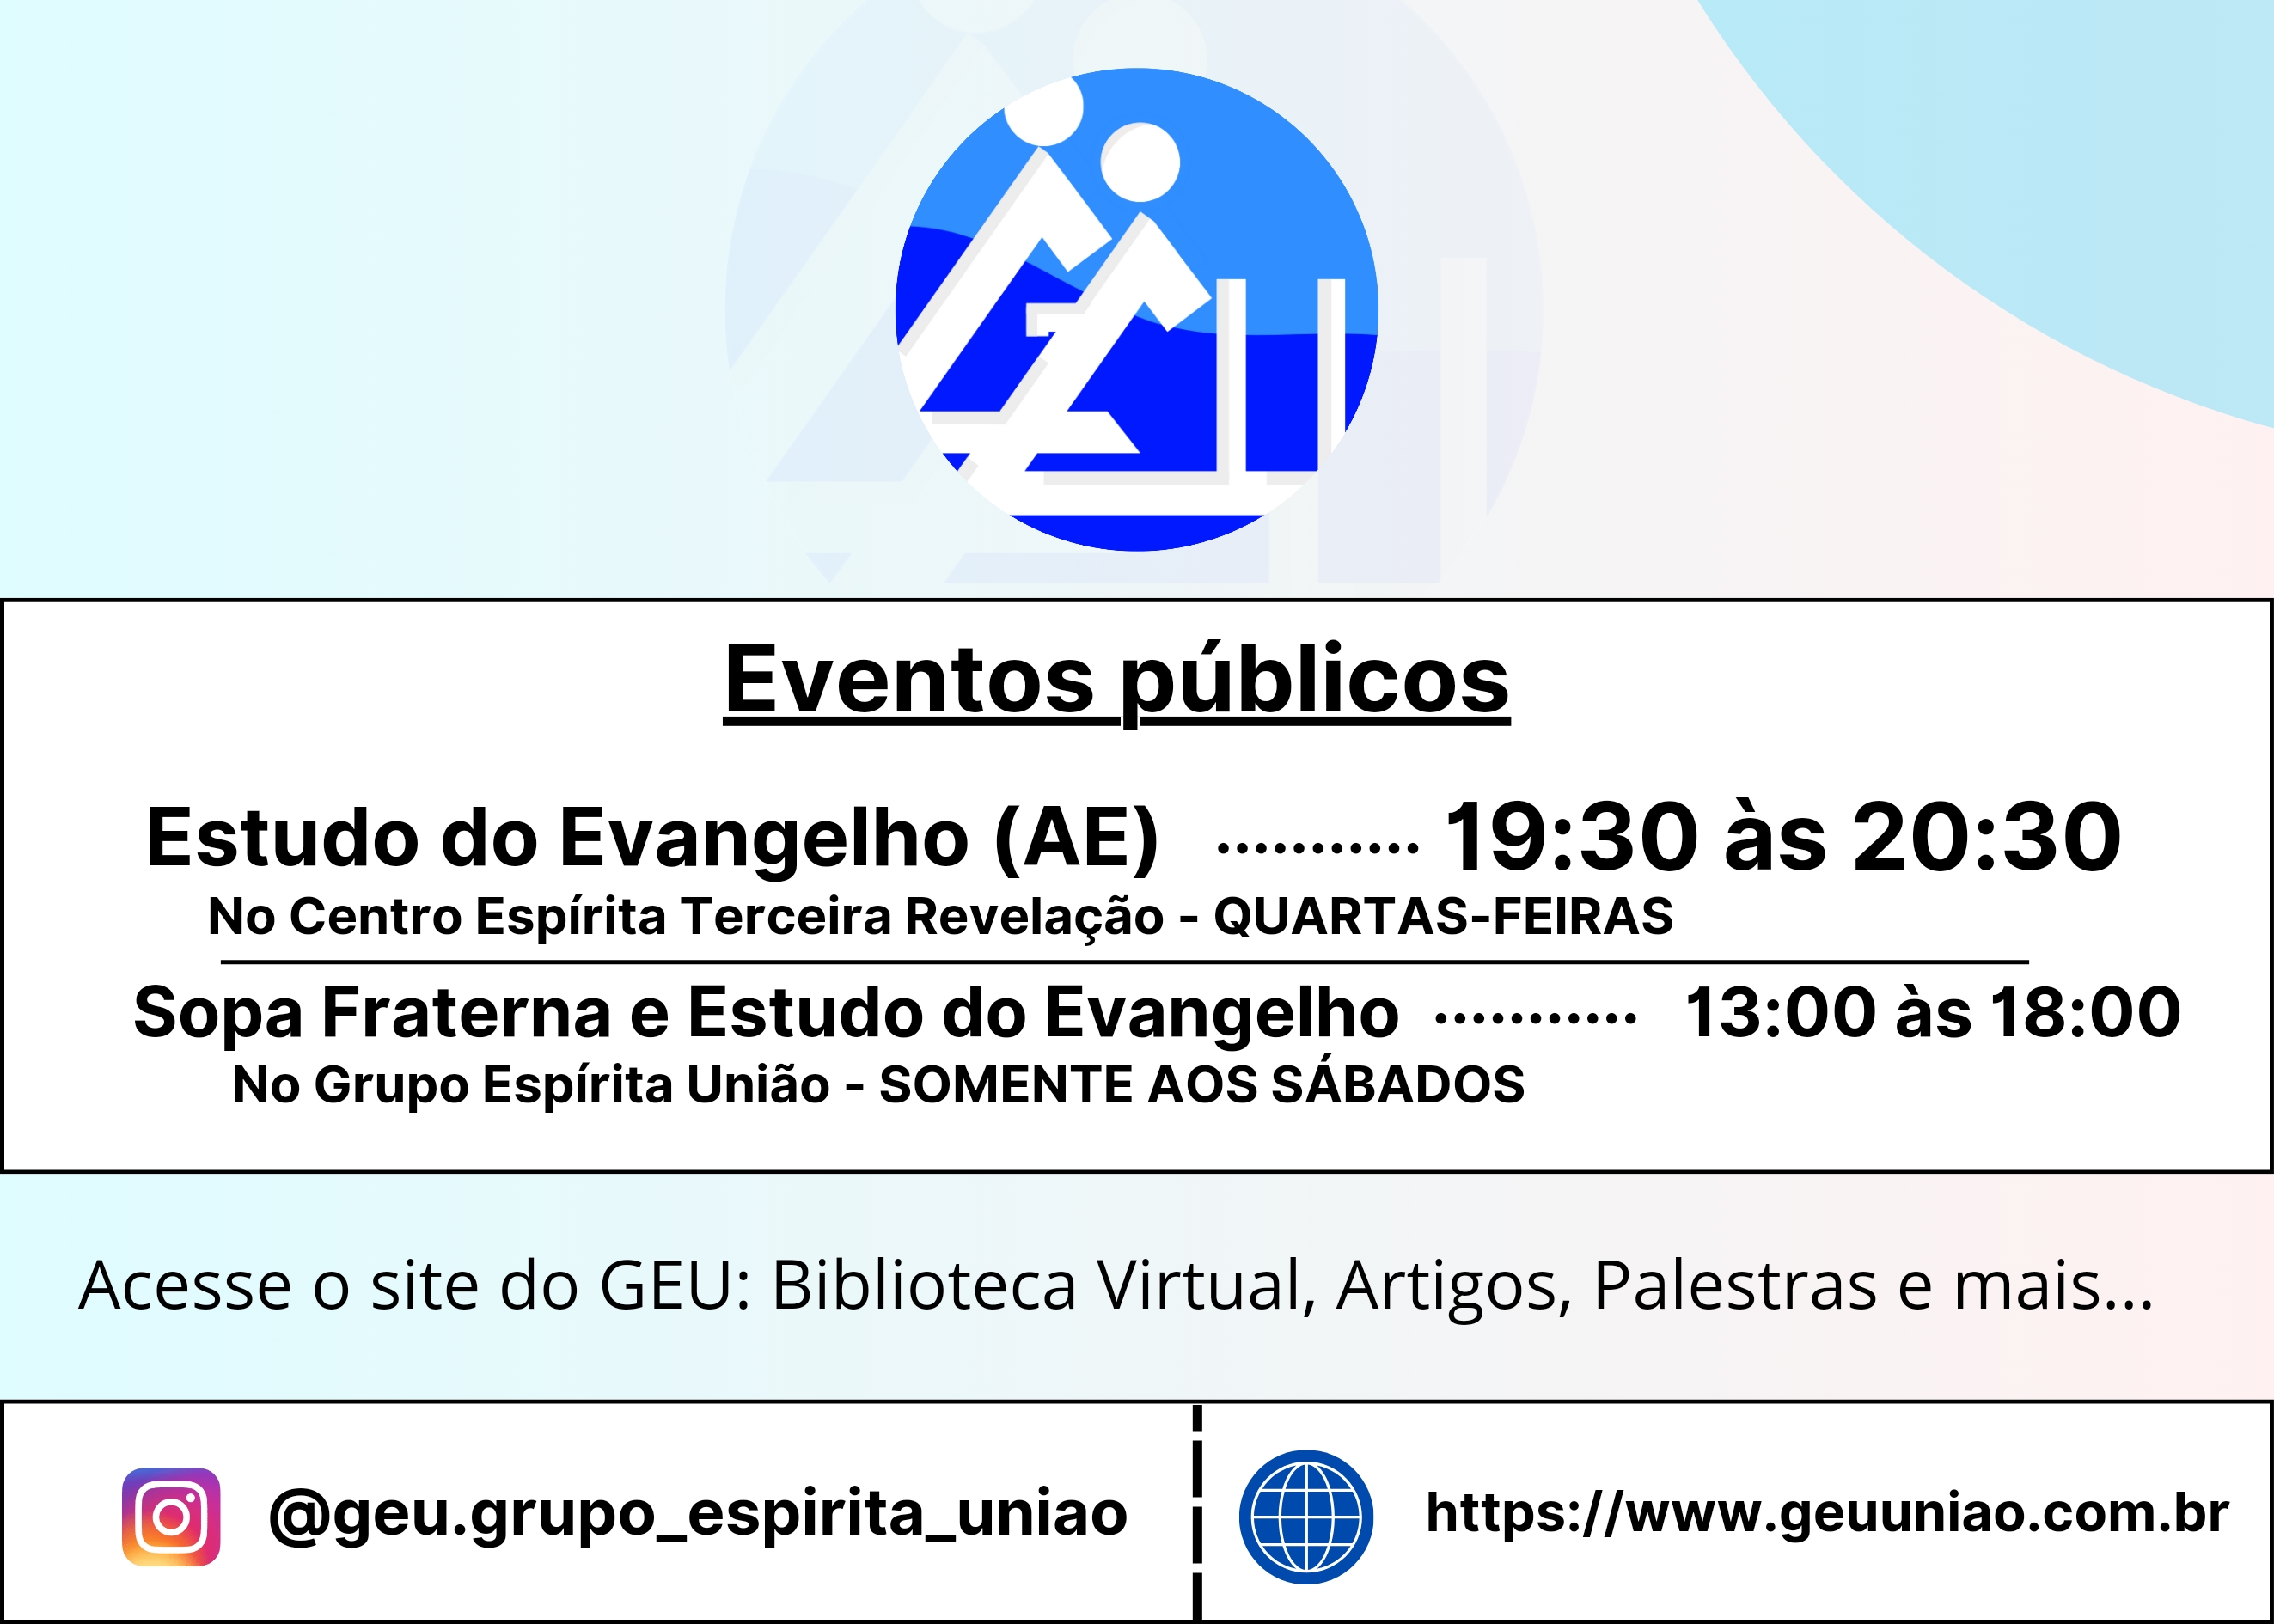 Eventos públicos
Estudo do Evangelho (AE) ........... 19:30 às 20:30
No Centro Espírita Terceira Revelação - QUARTAS-FEIRAS
Sopa Fraterna e Estudo do Evangelho ........... 13:00 às 18:00
No Grupo Espírita União - SOMENTE AOS SÁBADOS
Acesse o site do GEU: Biblioteca Virtual, Artigos, Palestras e mais...
@geu.grupo_espirita_uniao
https://www.geuuniao.com.br